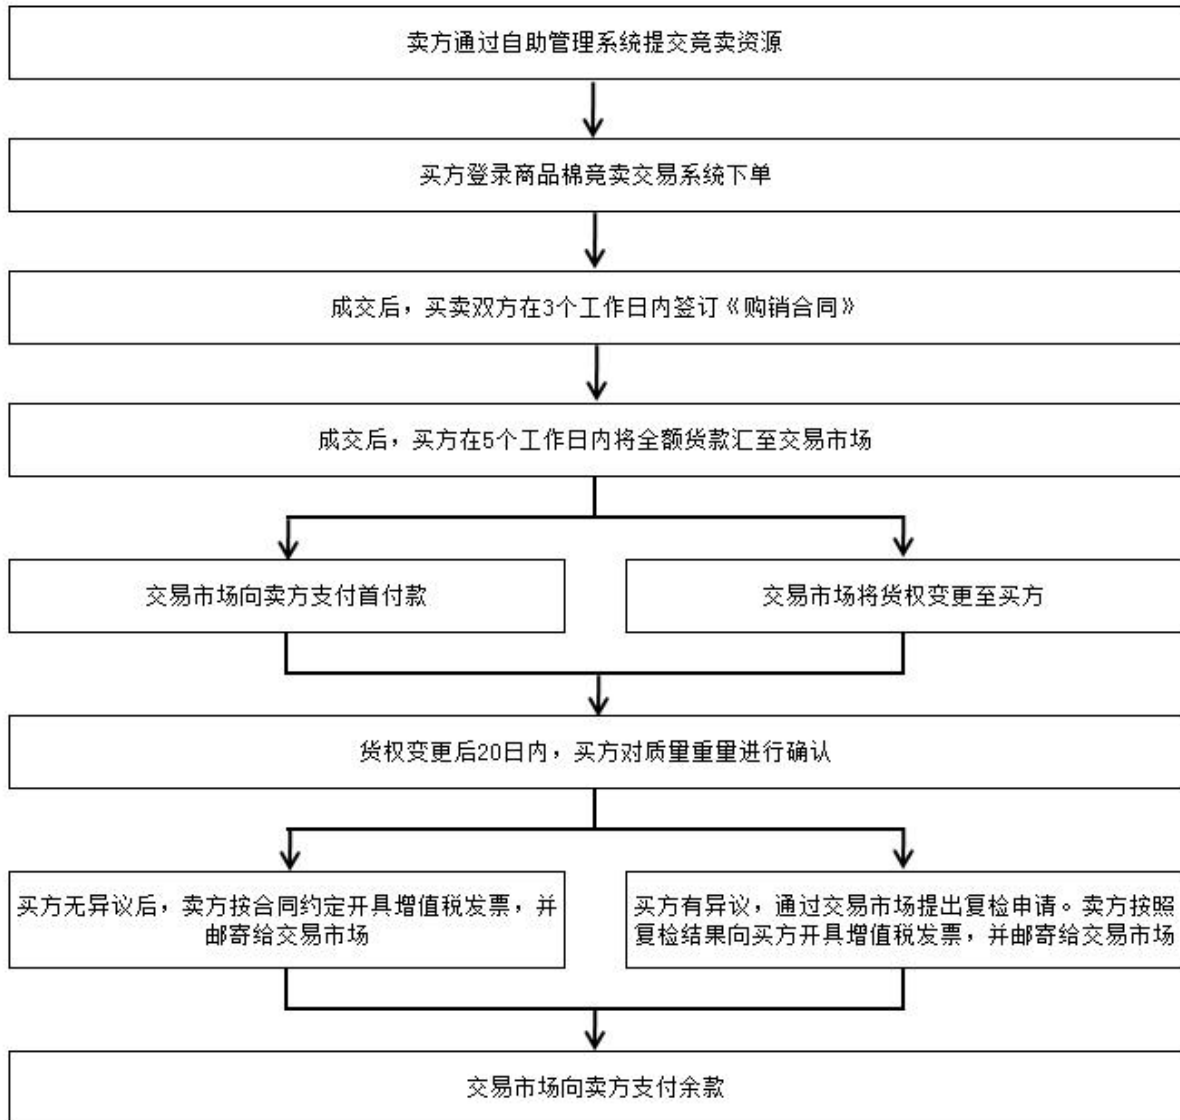 卖方通过自助管理系统提交竞卖资源
买方登录商品棉竞卖交易系统下单
成交后，买卖双方在3个工作日内签订《购销合同》
成交后，买方在5个工作日内将全额货款汇至交易市场
交易市场向卖方支付首付款
交易市场将货权变更至买方
货权变更后20日内，买方对质量重量进行确认
买方无异议后，卖方按合同约定开具增值税发票，并
邮寄给交易市场
买方有异议，通过交易市场提出复检申请。卖方按照
复检结果向买方开具增值税发票，并邮寄给交易市场
交易市场向卖方支付余款